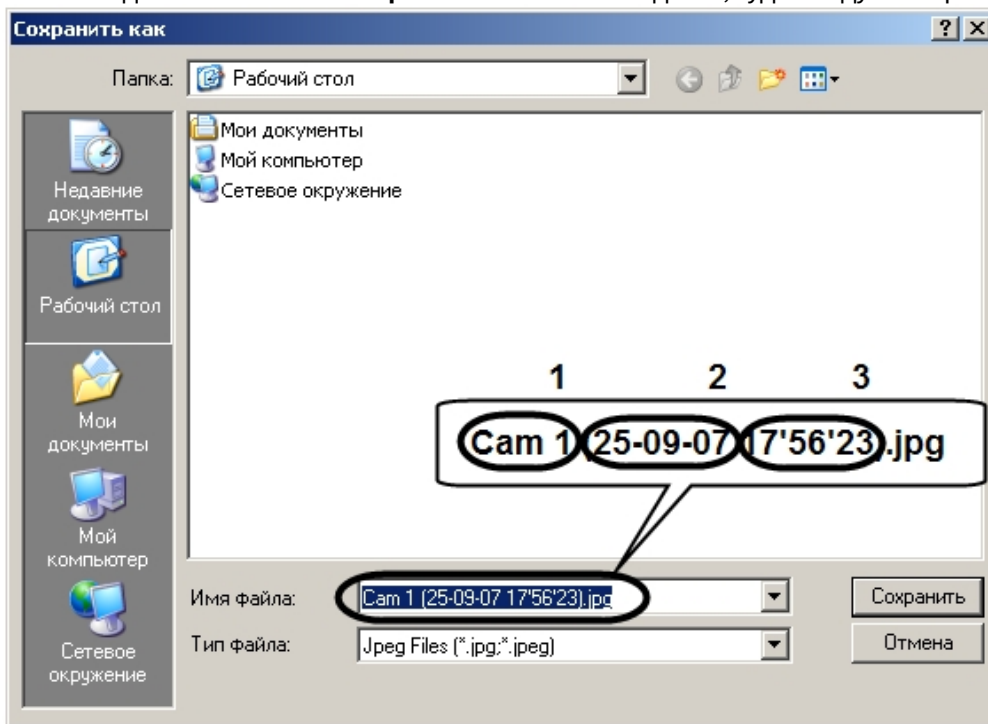 Сохранить как
Папка:
Рабочий стол
Недавние документы
Рабочий стол
Мои документы
Мой компьютер
Сетевое окружение
Мои документы
Мой компьютер
Сетевое окружение
1 2 3
Cam 1 (25-09-07 17'56'23).jpg
Имя файла: Cam 1 (25-09-07 17'56'23).jpg
Сохранить
Тип файла: Jpeg Files (*.jpg;*.jpeg)
Отмена